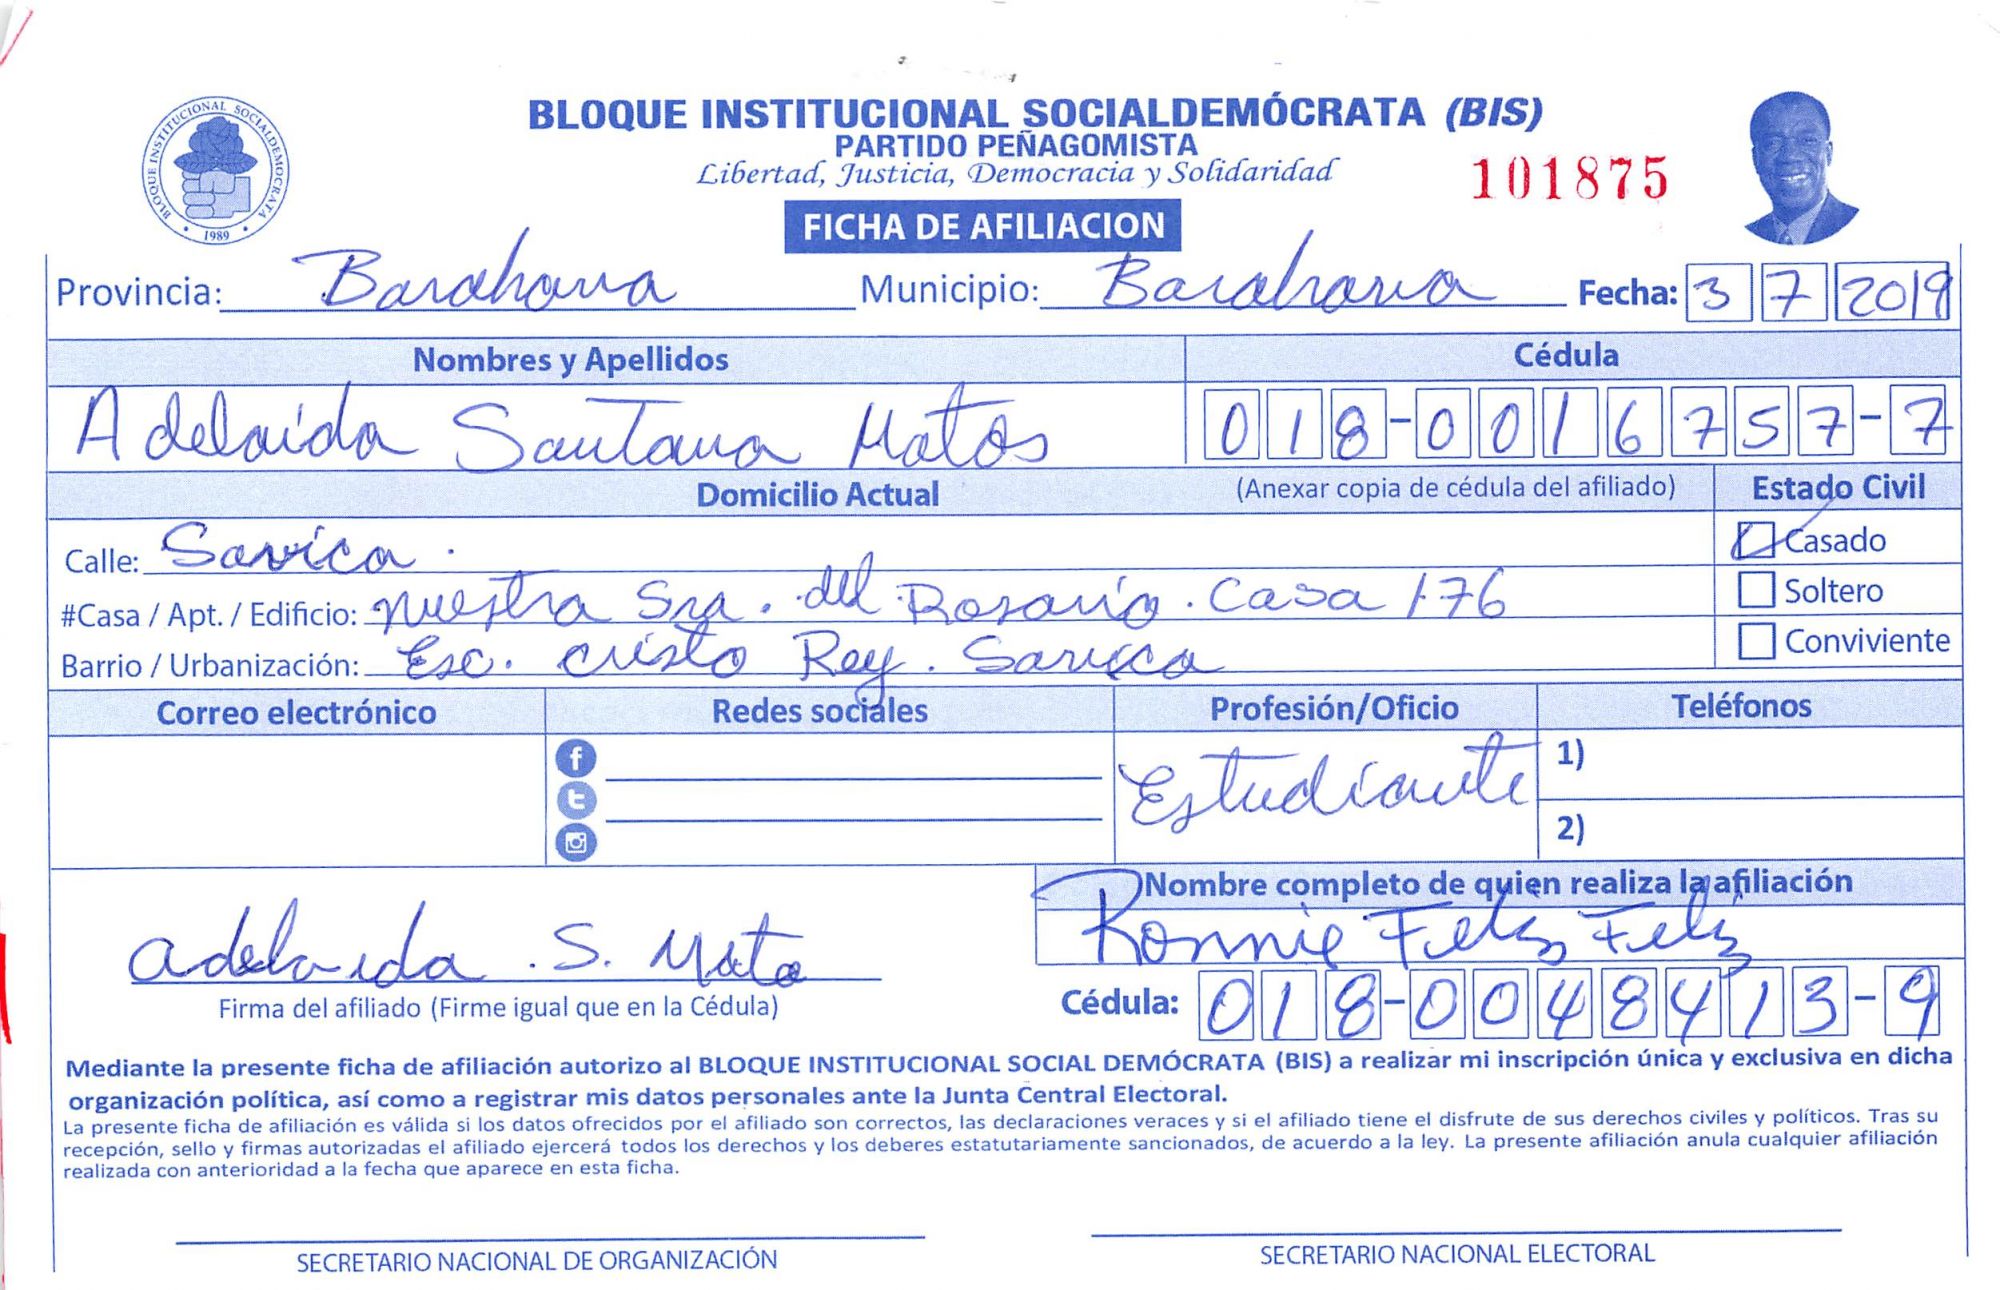 BLOQUE INSTITUCIONAL SOCIALDEMÓCRATA
1989
BLOQUE INSTITUCIONAL SOCIALDEMÓCRATA (BIS)
PARTIDO PEÑAGOMISTA
Libertad, Justicia, Democracia y Solidaridad
101875
FICHA DE AFILIACION
Provincia: Barahona Municipio: Barahona Fecha: 3 7 2019
Nombres y Apellidos Cédula
Adelaida Santana Matos 018-0016757-7
Domicilio Actual (Anexar copia de cédula del afiliado) Estado Civil
Calle: Savica. Casado
#Casa / Apt. / Edificio: nuestra Sra. del Rosario. Casa 176 Soltero
Barrio / Urbanización: Esc. cristo Rey. Savica Conviviente
Correo electrónico Redes sociales Profesión/Oficio Teléfonos
Estudiante 1)
2)
Nombre completo de quien realiza la afiliación
adelaida . S. Mato Ronnie Feliz Feliz
Firma del afiliado (Firme igual que en la Cédula) Cédula: 018-0048413-9
Mediante la presente ficha de afiliación autorizo al BLOQUE INSTITUCIONAL SOCIAL DEMÓCRATA (BIS) a realizar mi inscripción única y exclusiva en dicha
organización política, así como a registrar mis datos personales ante la Junta Central Electoral.
La presente ficha de afiliación es válida si los datos ofrecidos por el afiliado son correctos, las declaraciones veraces y si el afiliado tiene el disfrute de sus derechos civiles y políticos. Tras su
recepción, sello y firmas autorizadas el afiliado ejercerá todos los derechos y los deberes estatutariamente sancionados, de acuerdo a la ley. La presente afiliación anula cualquier afiliación
realizada con anterioridad a la fecha que aparece en esta ficha.
SECRETARIO NACIONAL DE ORGANIZACIÓN SECRETARIO NACIONAL ELECTORAL